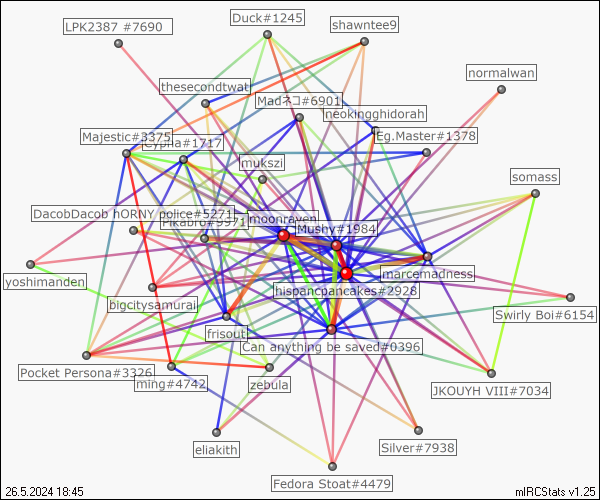 Duck#1245
LPK2387 #7690
shawntee9
normalwan
thesecondtwat
Madネコ#6901
neokingghidorah
Majestic#3375
Eg.Master#1378
#1717
mukszi
somass
DacobDacob hORNY police#5271
moonraven
Mushy#1984
marcemadness
yoshimanden
hispancpancakes#2928
bigcitysamurai
Swirly Boi#6154
frisout
Can anything be saved#0396
Pocket Persona#3326
ming#4742
zebula
JKOUYH VIII#7034
eliakith
Silver#7938
Fedora Stoat#4479
26.5.2024 18:45
mIRCStats v1.25